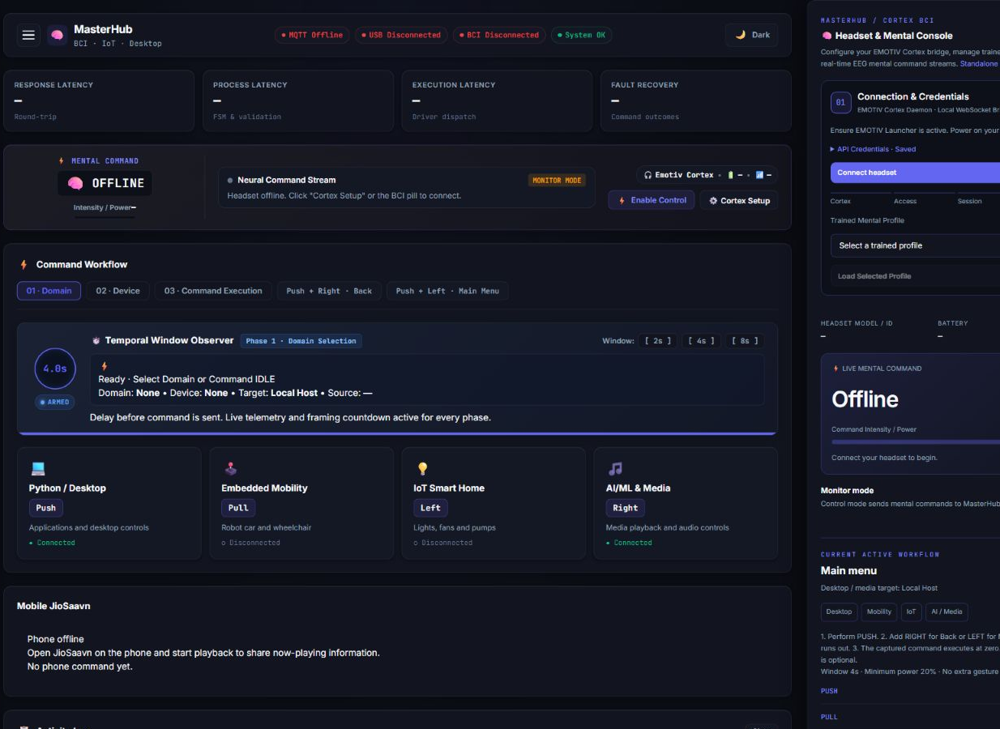 MasterHub
BCI · IoT · Desktop
MQTT Offline
USB Disconnected
BCI Disconnected
System OK
Dark
RESPONSE LATENCY
—
Round-trip
PROCESS LATENCY
—
FSM & validation
EXECUTION LATENCY
—
Driver dispatch
FAULT RECOVERY
—
Command outcomes
MENTAL COMMAND
OFFLINE
Intensity / Power—
Neural Command Stream
MONITOR MODE
Headset offline. Click "Cortex Setup" or the BCI pill to connect.
Emotiv Cortex • — • —
Enable Control
Cortex Setup
Command Workflow
01 · Domain
02 · Device
03 · Command Execution
Push + Right · Back
Push + Left · Main Menu
4.0s
ARMED
Temporal Window Observer
Phase 1 · Domain Selection
Window:
[ 2s ]
[ 4s ]
[ 8s ]
Ready · Select Domain or Command IDLE
Domain: None • Device: None • Target: Local Host • Source: —
Delay before command is sent. Live telemetry and framing countdown active for every phase.
Python / Desktop
Push
Applications and desktop controls
Connected
Embedded Mobility
Pull
Robot car and wheelchair
Disconnected
IoT Smart Home
Left
Lights, fans and pumps
Disconnected
AI/ML & Media
Right
Media playback and audio controls
Connected
Mobile JioSaavn
Phone offline
Open JioSaavn on the phone and start playback to share now-playing information.
No phone command yet.
MASTERHUB / CORTEX BCI
Headset & Mental Console
Configure your EMOTIV Cortex bridge, manage traine
real-time EEG mental command streams. Standalone
01
Connection & Credentials
EMOTIV Cortex Daemon · Local WebSocket Br
Ensure EMOTIV Launcher is active. Power on your
API Credentials · Saved
Connect headset
Cortex
Access
Session
Trained Mental Profile
Select a trained profile
Load Selected Profile
HEADSET MODEL / ID
—
BATTERY
—
LIVE MENTAL COMMAND
Offline
Command Intensity / Power
Connect your headset to begin.
Monitor mode
Control mode sends mental commands to MasterHub
CURRENT ACTIVE WORKFLOW
Main menu
Desktop / media target: Local Host
Desktop
Mobility
IoT
AI / Media
1. Perform PUSH. 2. Add RIGHT for Back or LEFT for
runs out. 3. The captured command executes at zero.
is optional.
Window 4s · Minimum power 20% · No extra gesture
PUSH
PULL